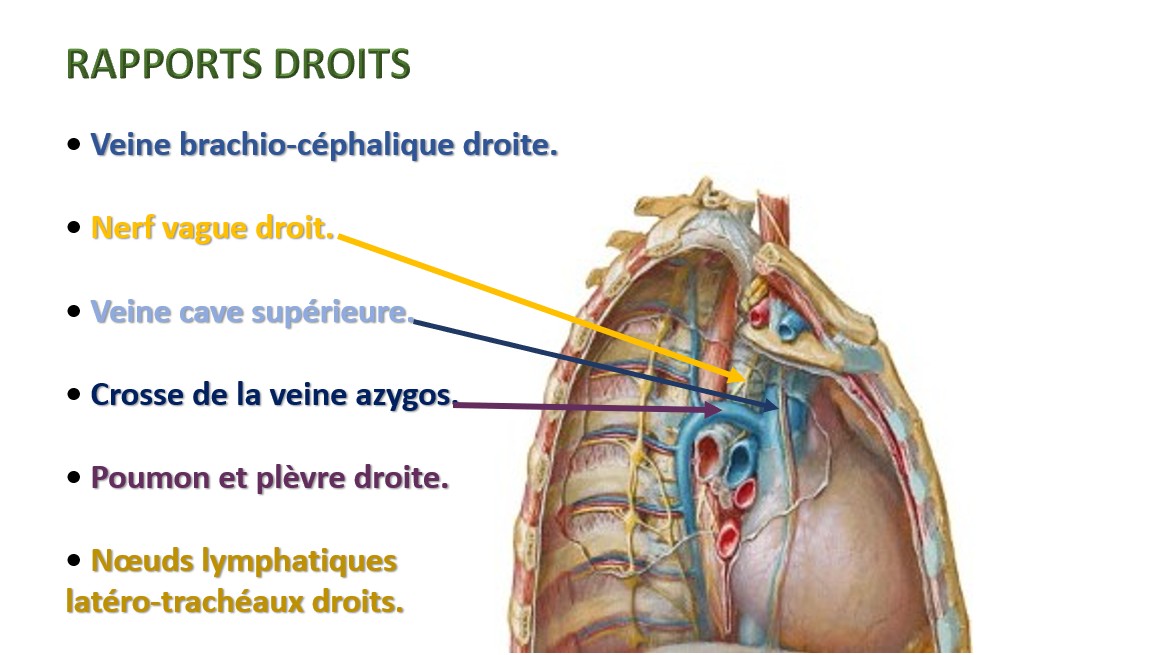 RAPPORTS DROITS
• Veine brachio-céphalique droite.
• Nerf vague droit.
• Veine cave supérieure.
• Crosse de la veine azygos.
• Poumon et plèvre droite.
• Nœuds lymphatiques
latéro-trachéaux droits.